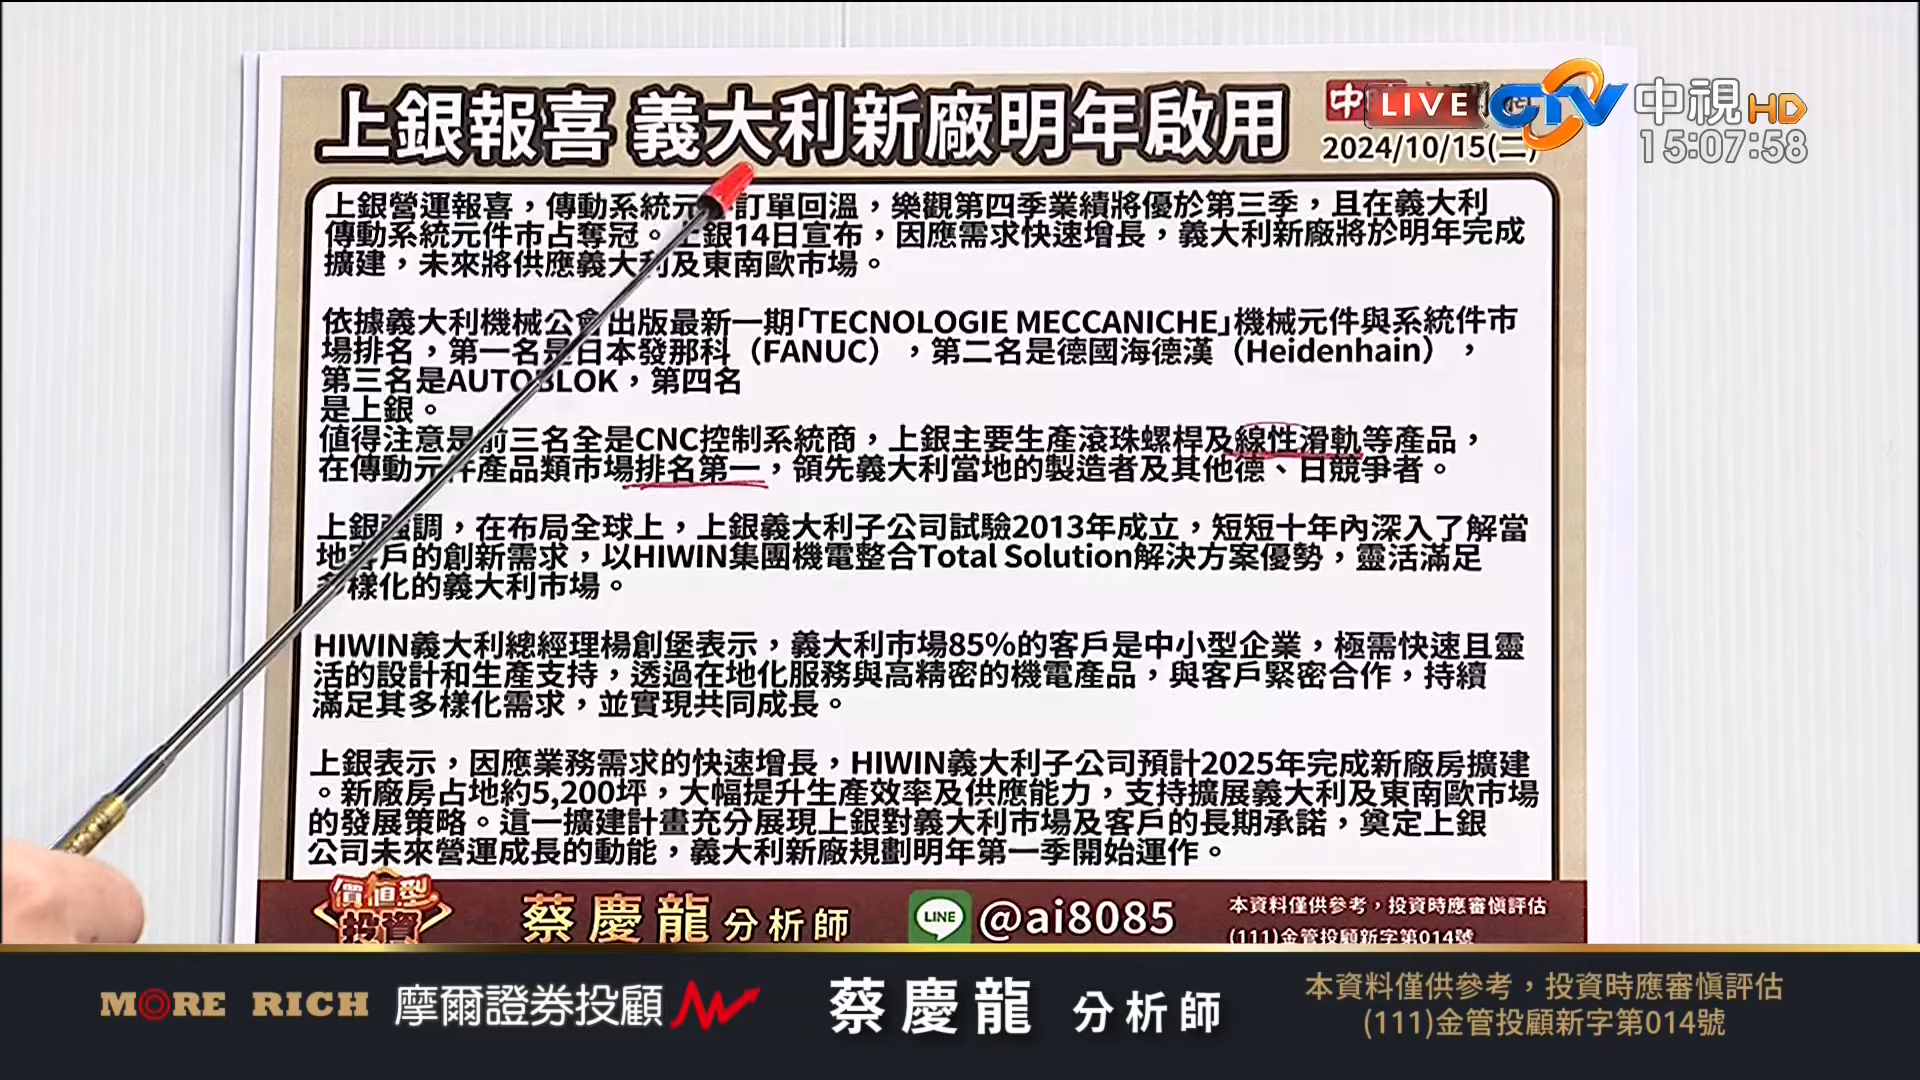 上銀報喜 義大利新廠明年啟用
中
LIVE
CTV 中視HD
2024/10/15(二)
15:07:58
上銀營運報喜，傳動系統元 訂單回溫，樂觀第四季業績將優於第三季，且在義大利
傳動系統元件市占奪冠。上銀14日宣布，因應需求快速增長，義大利新廠將於明年完成
擴建，未來將供應義大利及東南歐市場。
依據義大利機械公會出版最新一期「TECNOLOGIE MECCANICHE」機械元件與系統件市
場排名，第一名是日本發那科（FANUC），第二名是德國海德漢（Heidenhain），
第三名是AUTOBLOK，第四名
是上銀。
值得注意是前三名全是CNC控制系統商，上銀主要生產滾珠螺桿及線性滑軌等產品，
在傳動元件產品類市場排名第一，領先義大利當地的製造者及其他德、日競爭者。
上銀強調，在布局全球上，上銀義大利子公司試驗2013年成立，短短十年內深入了解當
地客戶的創新需求，以HIWIN集團機電整合Total Solution解決方案優勢，靈活滿足
多樣化的義大利市場。
HIWIN義大利總經理楊創堡表示，義大利市場85%的客戶是中小型企業，極需快速且靈
活的設計和生產支持，透過在地化服務與高精密的機電產品，與客戶緊密合作，持續
滿足其多樣化需求，並實現共同成長。
上銀表示，因應業務需求的快速增長，HIWIN義大利子公司預計2025年完成新廠房擴建
。新廠房占地約5,200坪，大幅提升生產效率及供應能力，支持擴展義大利及東南歐市場
的發展策略。這一擴建計畫充分展現上銀對義大利市場及客戶的長期承諾，奠定上銀
公司未來營運成長的動能，義大利新廠規劃明年第一季開始運作。
價值型
投資
蔡慶龍 分析師
LINE @ai8085
本資料僅供參考，投資時應審慎評估
(111)金管投顧新字第014號
MORE RICH 摩爾證券投顧
蔡慶龍 分析師
本資料僅供參考，投資時應審慎評估
(111)金管投顧新字第014號